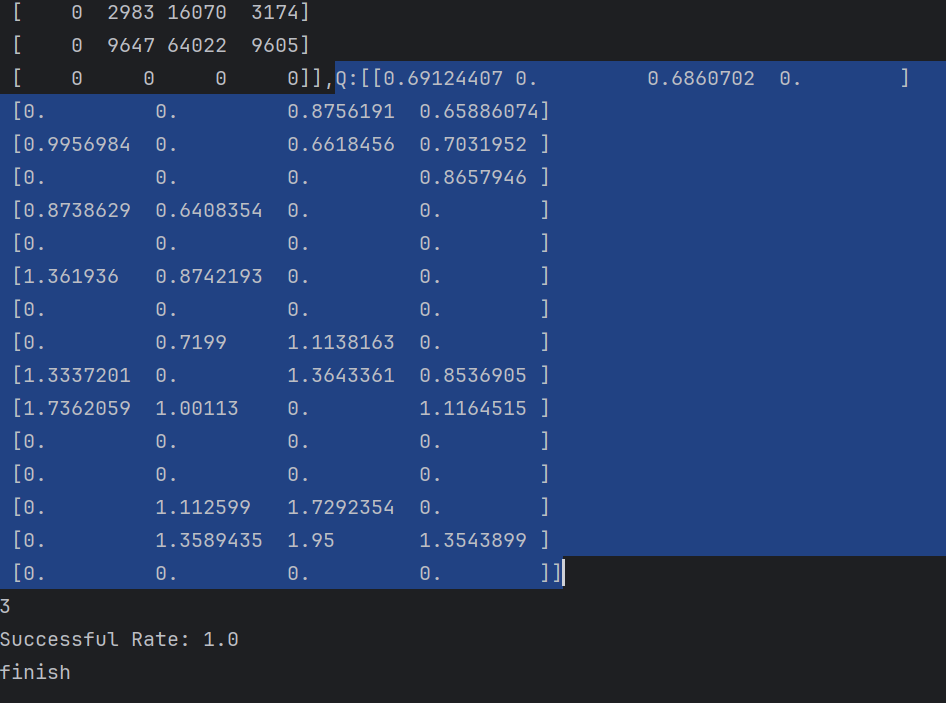 [    0  2983 16070  3174]
[    0  9647 64022  9605]
[    0     0     0     0]],Q:[[0.69124407 0.         0.6860702  0.        ]
[0.         0.         0.8756191  0.65886074]
[0.9956984  0.         0.6618456  0.7031952 ]
[0.         0.         0.         0.8657946 ]
[0.8738629  0.6408354  0.         0.        ]
[0.         0.         0.         0.        ]
[1.361936   0.8742193  0.         0.        ]
[0.         0.         0.         0.        ]
[0.         0.7199     1.1138163  0.        ]
[1.3337201  0.         1.3643361  0.8536905 ]
[1.7362059  1.00113    0.         1.1164515 ]
[0.         0.         0.         0.        ]
[0.         0.         0.         0.        ]
[0.         1.112599   1.7292354  0.        ]
[0.         1.3589435  1.95       1.3543899 ]
[0.         0.         0.         0.        ]]
3
Successful Rate: 1.0
finish